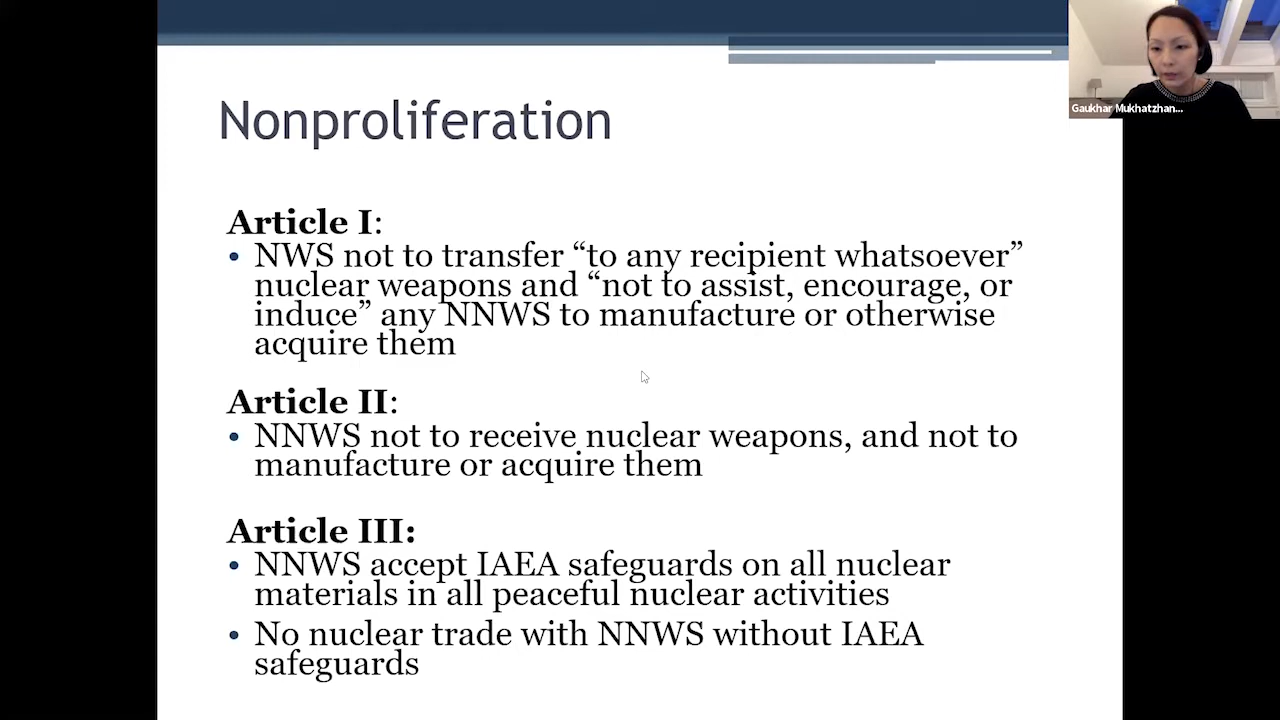 Gaukhar Mukhatzhan...
Nonproliferation
Article I:
• NWS not to transfer “to any recipient whatsoever”
nuclear weapons and “not to assist, encourage, or
induce” any NNWS to manufacture or otherwise
acquire them
Article II:
• NNWS not to receive nuclear weapons, and not to
manufacture or acquire them
Article III:
• NNWS accept IAEA safeguards on all nuclear
materials in all peaceful nuclear activities
• No nuclear trade with NNWS without IAEA
safeguards